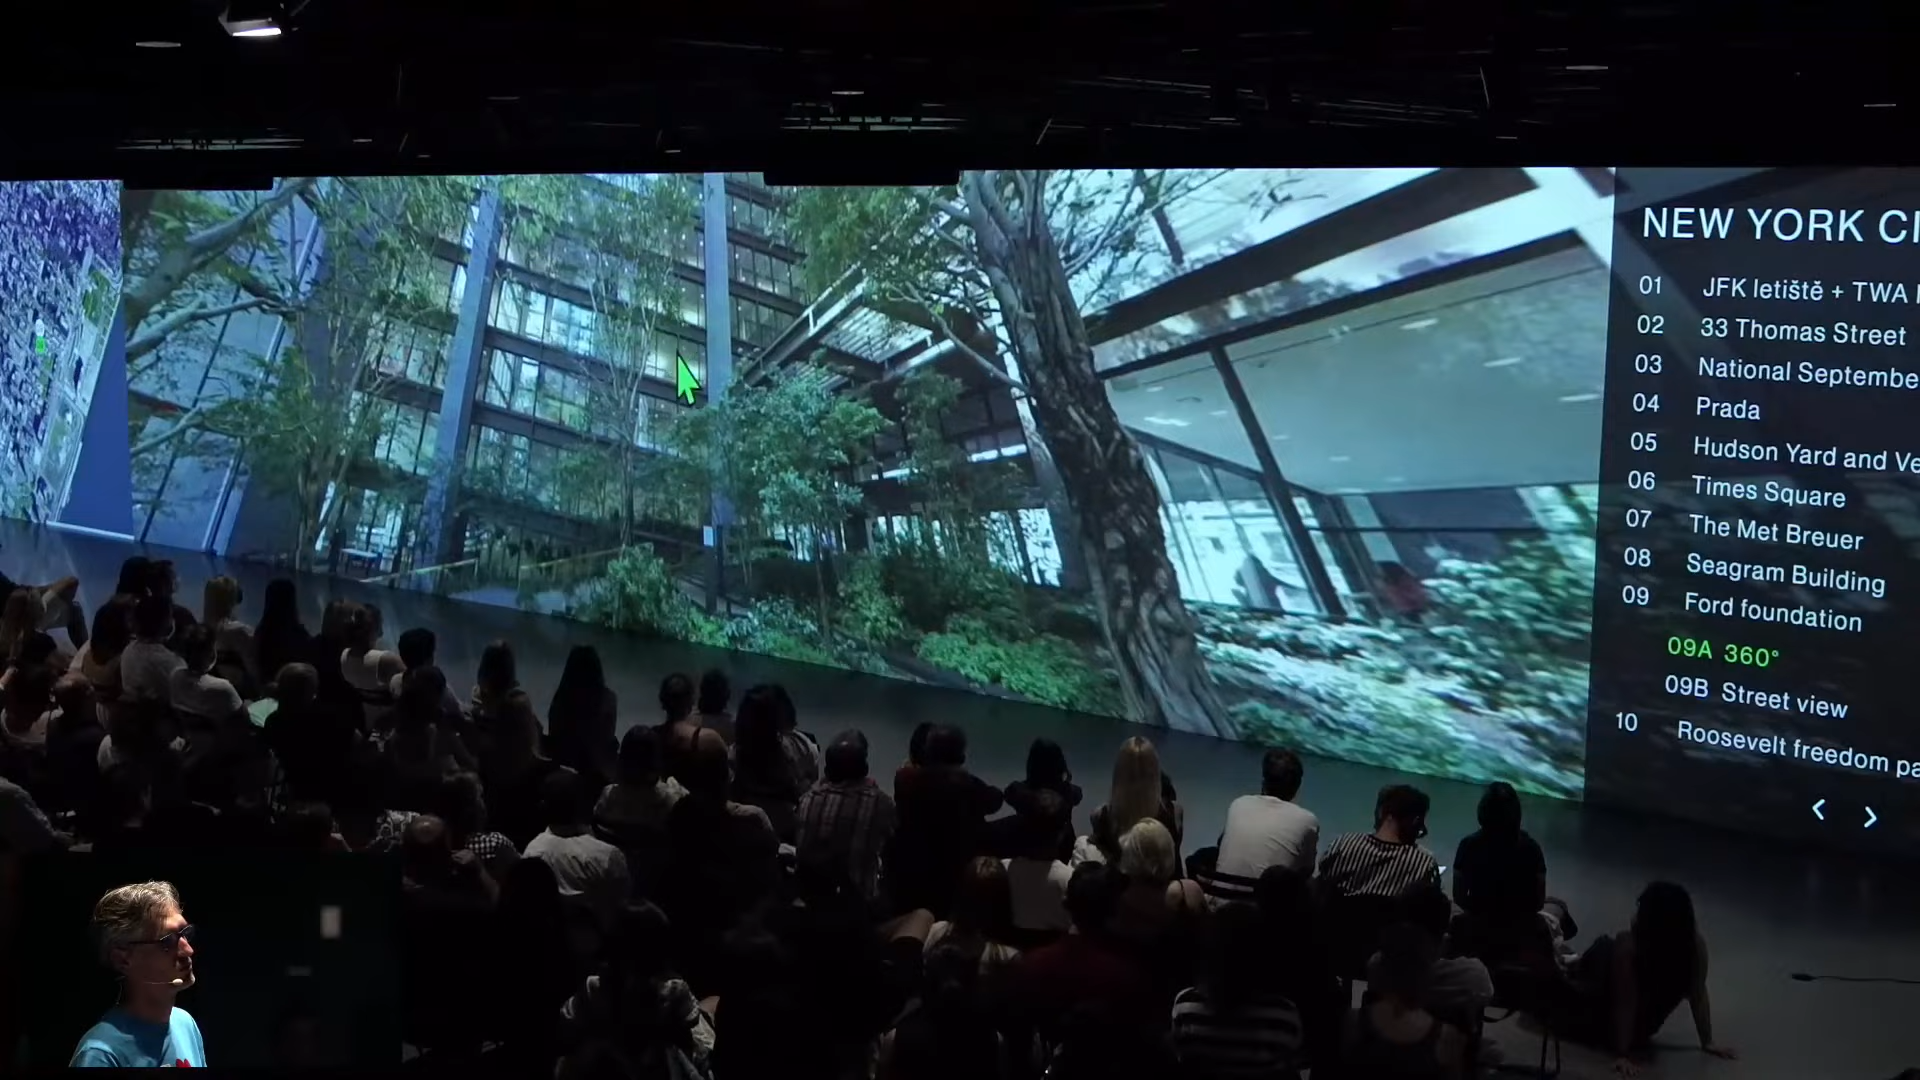 NEW YORK CI
01 JFK letiště + TWA
02 33 Thomas Street
03 National Septembe
04 Prada
05 Hudson Yard and Ve
06 Times Square
07 The Met Breuer
08 Seagram Building
09 Ford foundation
09A 360°
09B Street view
10 Roosevelt freedom pa